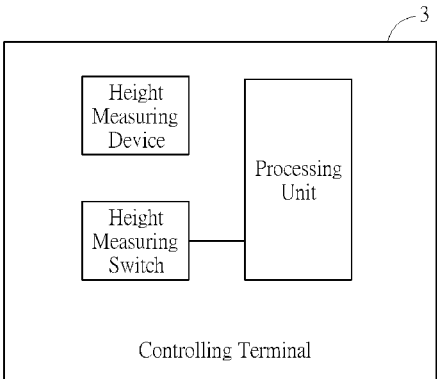 3
Height
Measuring
Device
Processing
Unit
Height
Measuring
Switch
Controlling Terminal